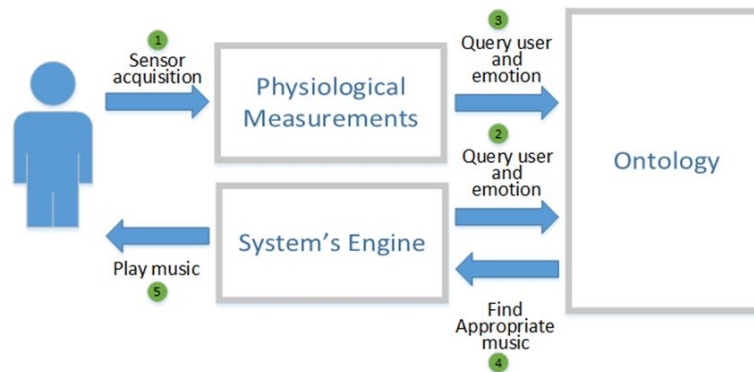 1
Sensor
acquisition
Physiological
Measurements
3
Query user
and
emotion
2
Query user
and
emotion
Ontology
System's Engine
Play music
5
Find
Appropriate
music
4